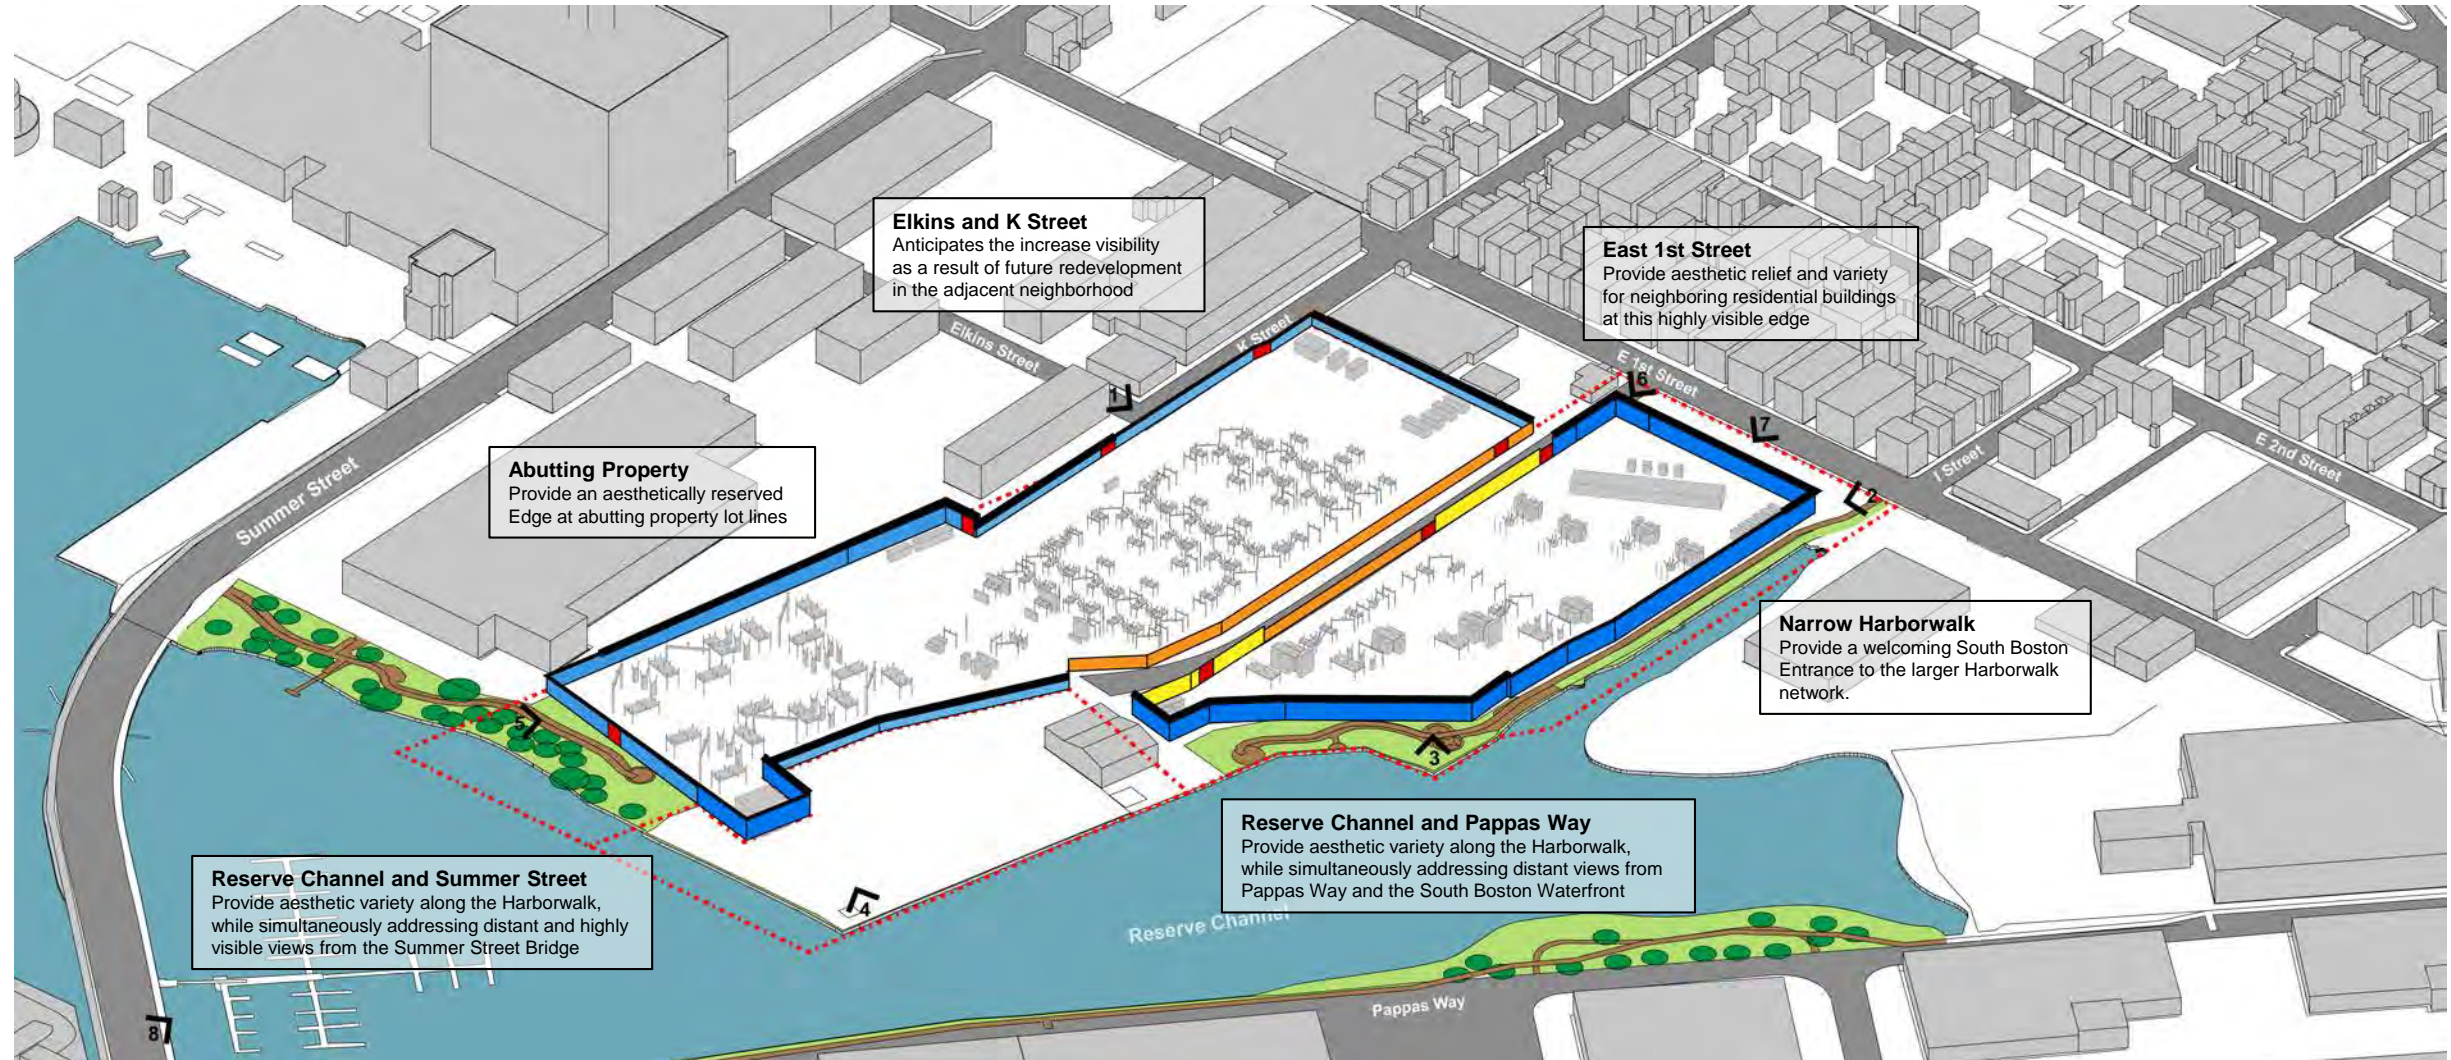 Elkins and K Street
Anticipates the increase visibility
as a result of future redevelopment
in the adjacent neighborhood
East 1st Street
Provide aesthetic relief and variety
for neighboring residential buildings
at this highly visible edge
Elkins Street
K Street
E 1st Street
1
6
7
2
I Street
E 2nd Street
Abutting Property
Provide an aesthetically reserved
Edge at abutting property lot lines
Summer Street
Narrow Harborwalk
Provide a welcoming South Boston
Entrance to the larger Harborwalk
network.
5
3
Reserve Channel and Pappas Way
Provide aesthetic variety along the Harborwalk,
while simultaneously addressing distant views from
Pappas Way and the South Boston Waterfront
Reserve Channel and Summer Street
Provide aesthetic variety along the Harborwalk,
while simultaneously addressing distant and highly
visible views from the Summer Street Bridge
4
Reserve Channel
Pappas Way
8